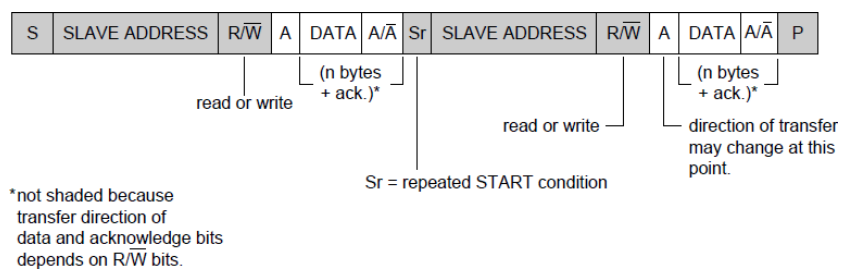 S SLAVE ADDRESS R/W̅ A DATA A/A̅ Sr SLAVE ADDRESS R/W̅ A DATA A/A̅ P
(n bytes
+ ack.)*
read or write
(n bytes
+ ack.)*
read or write
direction of transfer
may change at this
point.
Sr = repeated START condition
*not shaded because
transfer direction of
data and acknowledge bits
depends on R/W̅ bits.